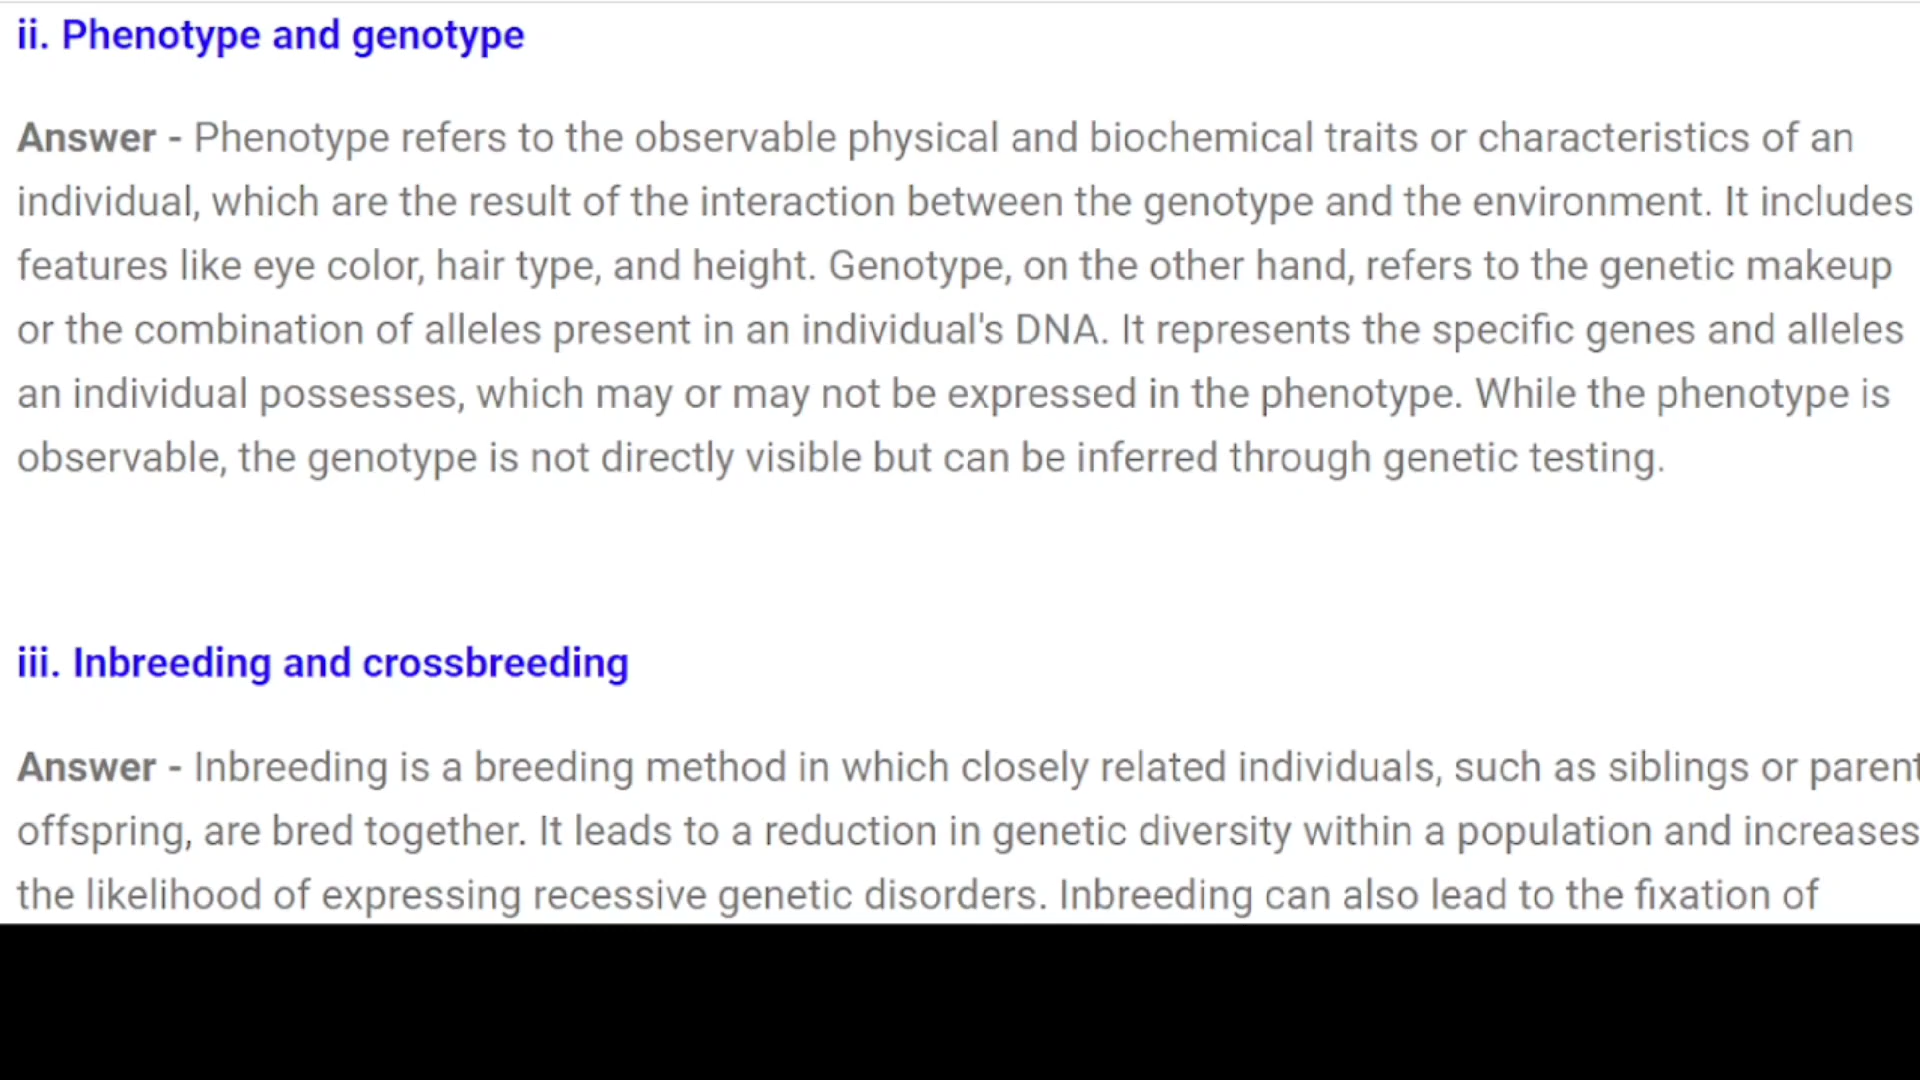 ii. Phenotype and genotype
Answer - Phenotype refers to the observable physical and biochemical traits or characteristics of an
individual, which are the result of the interaction between the genotype and the environment. It includes
features like eye color, hair type, and height. Genotype, on the other hand, refers to the genetic makeup
or the combination of alleles present in an individual's DNA. It represents the specific genes and alleles
an individual possesses, which may or may not be expressed in the phenotype. While the phenotype is
observable, the genotype is not directly visible but can be inferred through genetic testing.
iii. Inbreeding and crossbreeding
Answer - Inbreeding is a breeding method in which closely related individuals, such as siblings or parent
offspring, are bred together. It leads to a reduction in genetic diversity within a population and increases
the likelihood of expressing recessive genetic disorders. Inbreeding can also lead to the fixation of